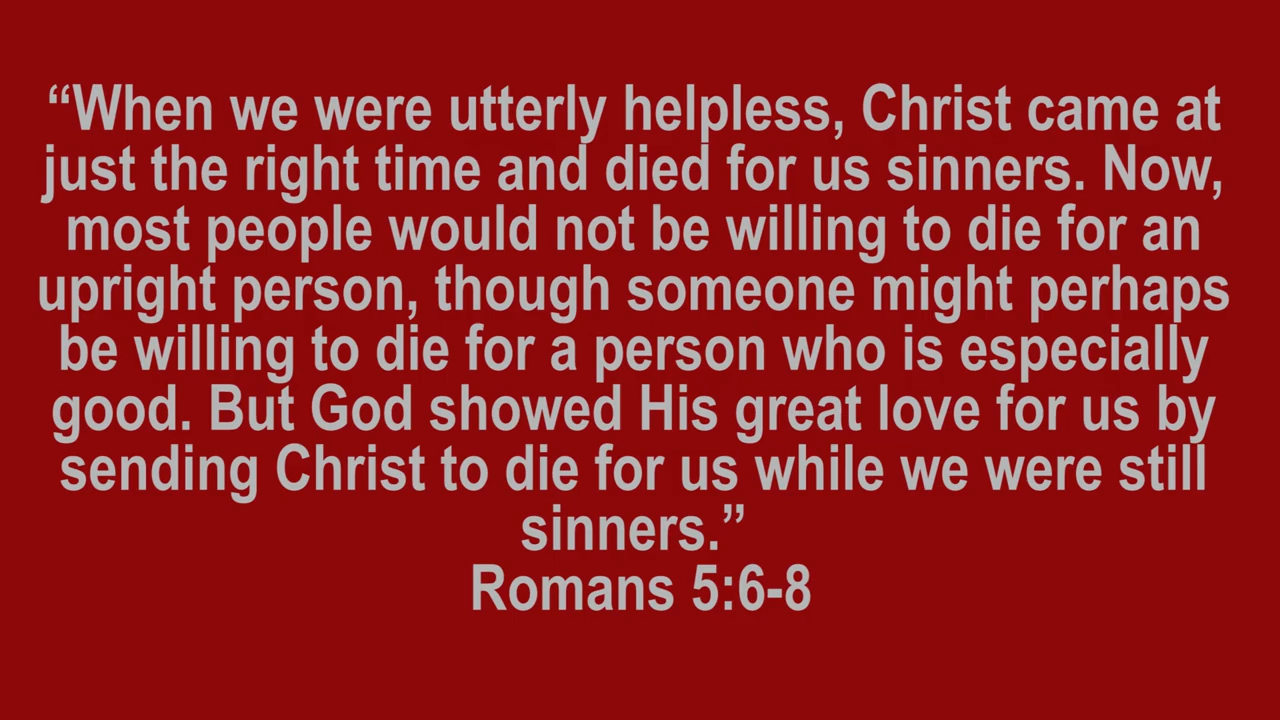 “When we were utterly helpless, Christ came at
just the right time and died for us sinners. Now,
most people would not be willing to die for an
upright person, though someone might perhaps
be willing to die for a person who is especially
good. But God showed His great love for us by
sending Christ to die for us while we were still
sinners.”
Romans 5:6-8